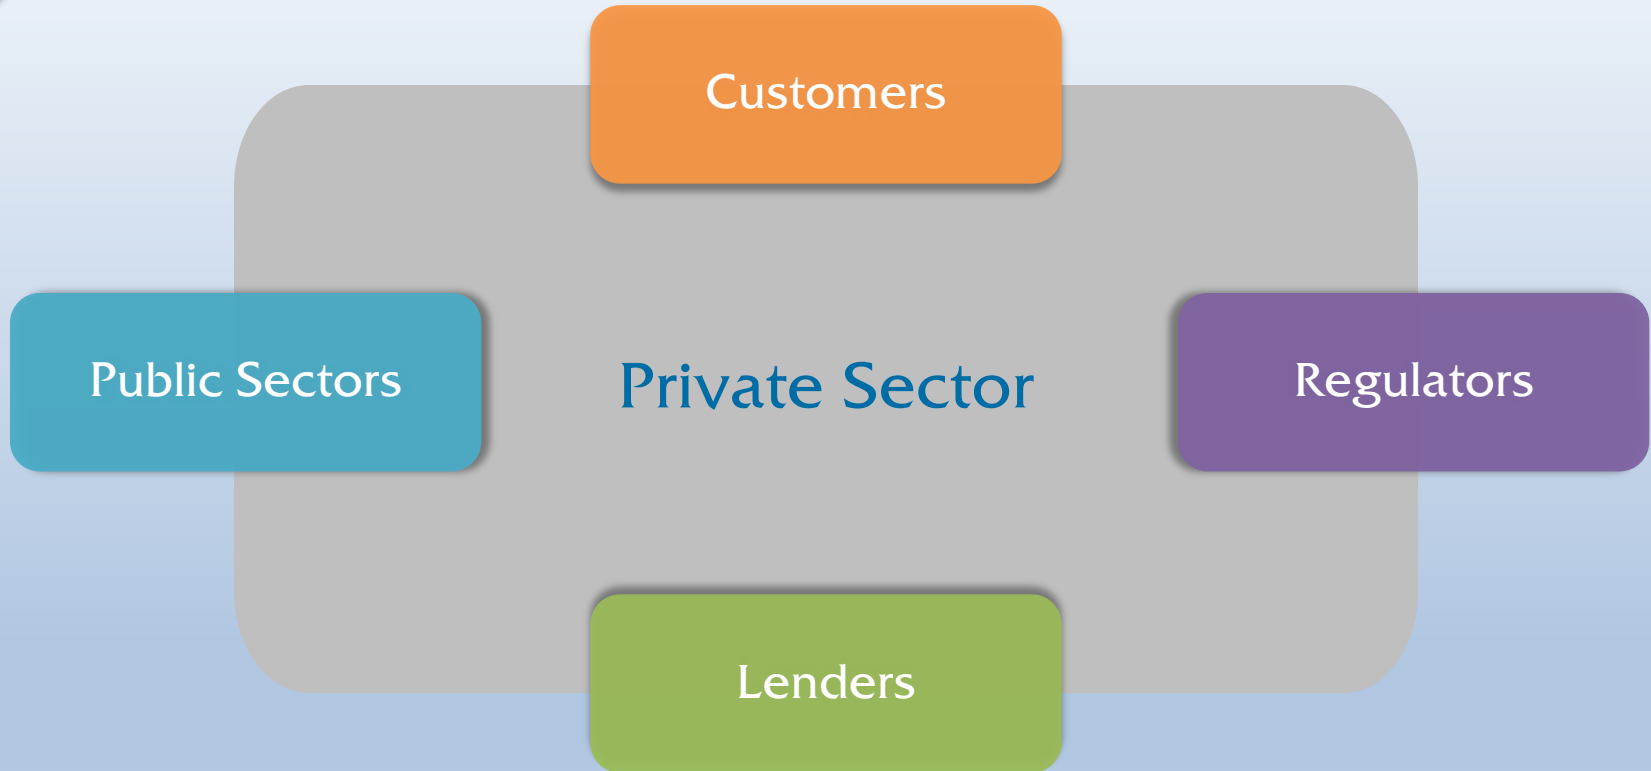 Customers
Public Sectors
Private Sector
Regulators
Lenders